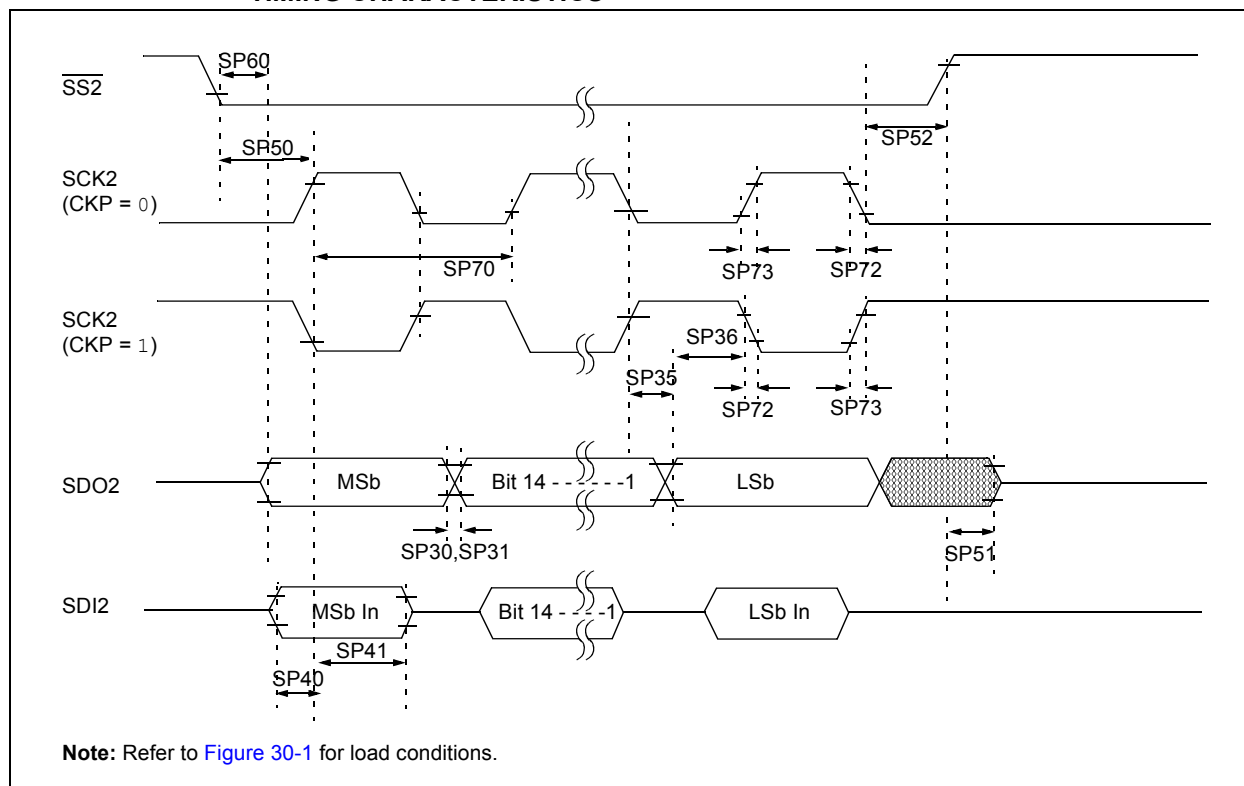 SP60
SS2
SP50
SP52
SCK2
(CKP = 0)
SP70
SP73
SP72
SCK2
(CKP = 1)
SP36
SP35
SP72
SP73
SDO2
MSb
Bit 14 - - - - - -1
LSb
SP30,SP31
SP51
SDI2
MSb In
Bit 14 - - - -1
LSb In
SP41
SP40
Note: Refer to Figure 30-1 for load conditions.